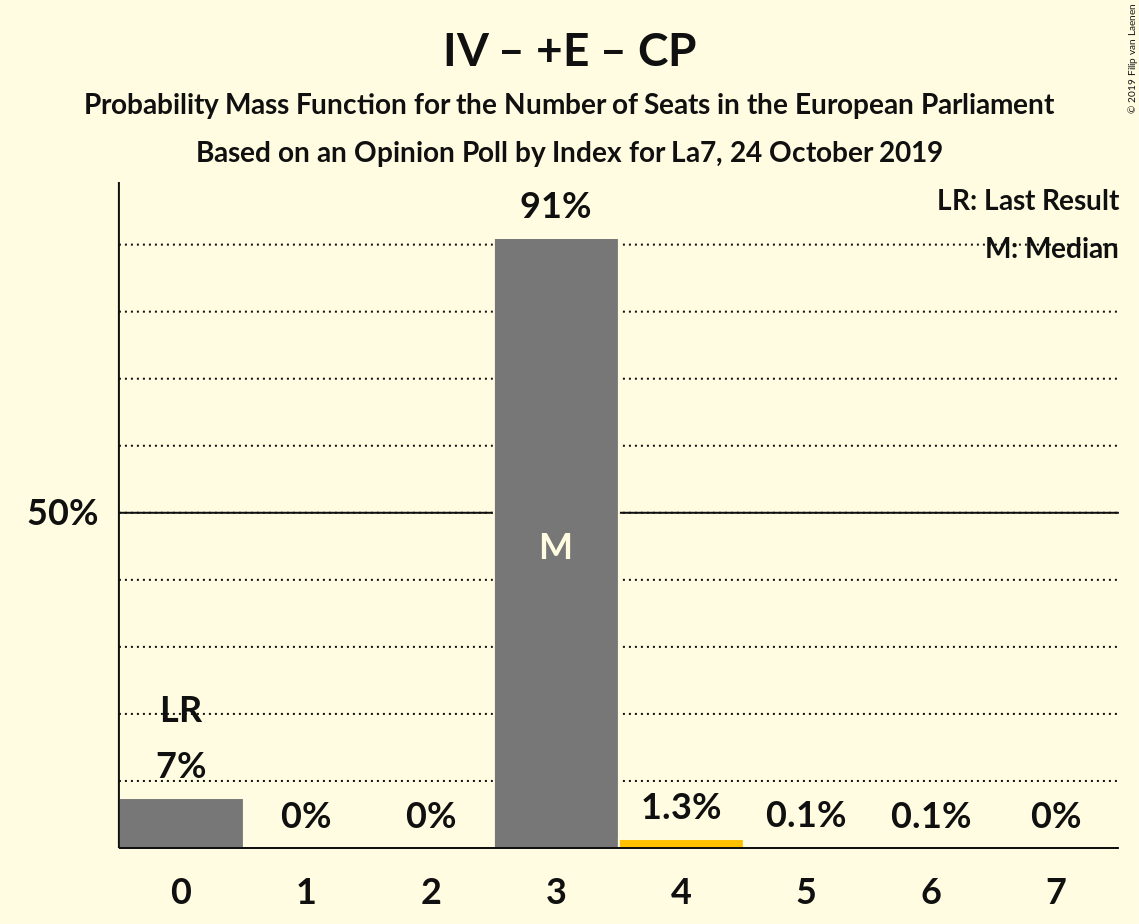 IV – +E – CP
Probability Mass Function for the Number of Seats in the European Parliament
Based on an Opinion Poll by Index for La7, 24 October 2019
© 2019 Filip van Laenen
LR: Last Result
M: Median
91%
50%
M
LR
7%
0%
0%
1.3%
0.1%
0.1%
0%
0 1 2 3 4 5 6 7